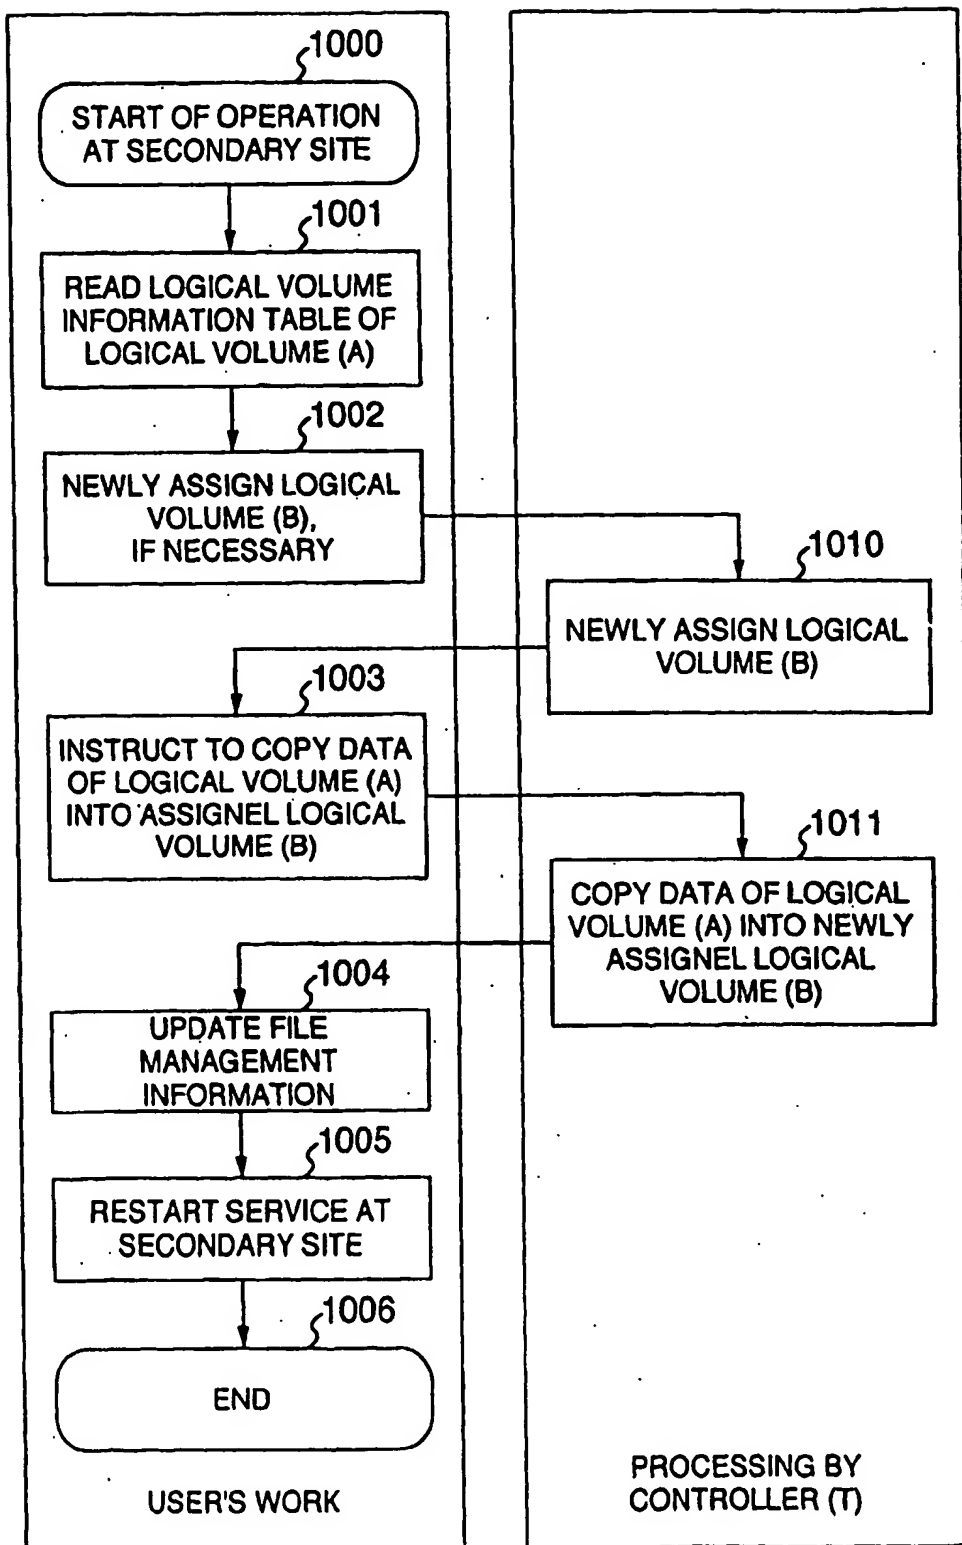 1000
START OF OPERATION
AT SECONDARY SITE
1001
READ LOGICAL VOLUME
INFORMATION TABLE OF
LOGICAL VOLUME (A)
1002
NEWLY ASSIGN LOGICAL
VOLUME (B),
IF NECESSARY
1010
NEWLY ASSIGN LOGICAL
VOLUME (B)
1003
INSTRUCT TO COPY DATA
OF LOGICAL VOLUME (A)
INTO ASSIGNEL LOGICAL
VOLUME (B)
1011
COPY DATA OF LOGICAL
VOLUME (A) INTO NEWLY
ASSIGNEL LOGICAL
VOLUME (B)
1004
UPDATE FILE
MANAGEMENT
INFORMATION
1005
RESTART SERVICE AT
SECONDARY SITE
1006
END
USER'S WORK
PROCESSING BY
CONTROLLER (T)